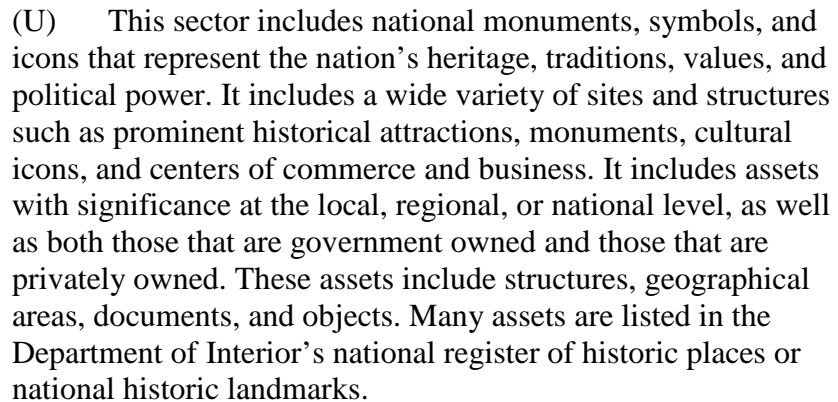 (U) This sector includes national monuments, symbols, and
icons that represent the nation's heritage, traditions, values, and
political power. It includes a wide variety of sites and structures
such as prominent historical attractions, monuments, cultural
icons, and centers of commerce and business. It includes assets
with significance at the local, regional, or national level, as well
as both those that are government owned and those that are
privately owned. These assets include structures, geographical
areas, documents, and objects. Many assets are listed in the
Department of Interior's national register of historic places or
national historic landmarks.